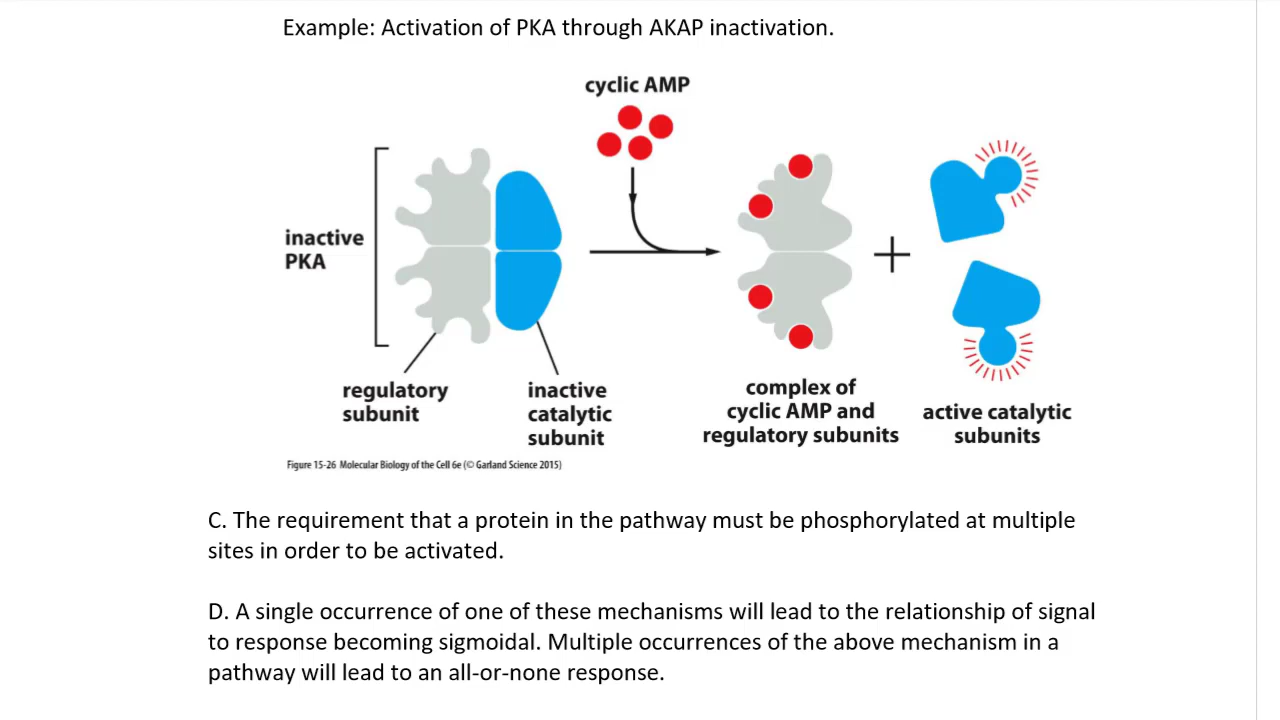 Example: Activation of PKA through AKAP inactivation.
cyclic AMP
inactive
PKA
regulatory
subunit
inactive
catalytic
subunit
complex of
cyclic AMP and
regulatory subunits
active catalytic
subunits
Figure 15-26 Molecular Biology of the Cell 6e (© Garland Science 2015)
C. The requirement that a protein in the pathway must be phosphorylated at multiple
sites in order to be activated.
D. A single occurrence of one of these mechanisms will lead to the relationship of signal
to response becoming sigmoidal. Multiple occurrences of the above mechanism in a
pathway will lead to an all-or-none response.